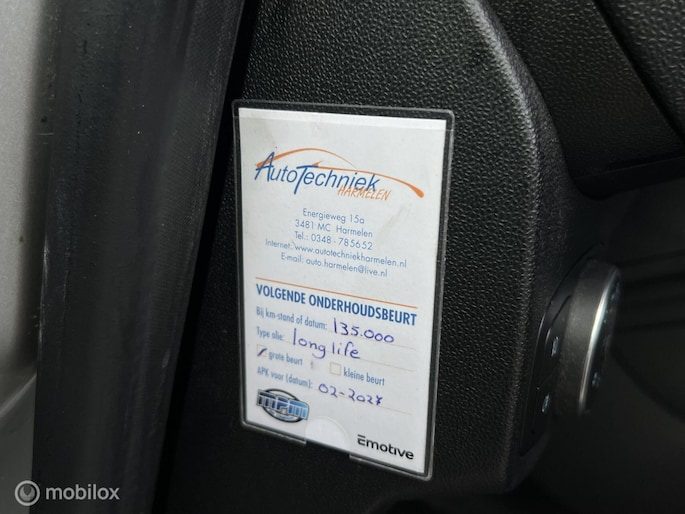 AutoTechniek
HARMELEN
Energieweg 15a
3481 MC Harmelen
Tel.: 0348 - 785652
Internet: www.autotechniekharmelen.nl
E-mail: auto.harmelen@live.nl
VOLGENDE ONDERHOUDSBEURT
Bij km-stand of datum: 135.000
Type olie: long life
grote beurt kleine beurt
APK voor (datum): 02-2027
Emotive
mobilox